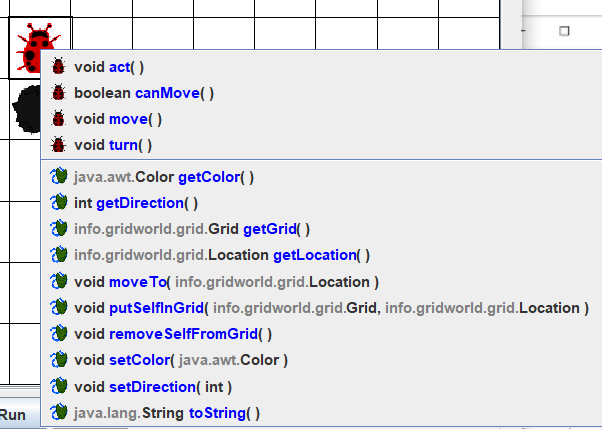 void act( )
boolean canMove( )
void move( )
void turn( )
java.awt.Color getColor( )
int getDirection( )
info.gridworld.grid.Grid getGrid( )
info.gridworld.grid.Location getLocation( )
void moveTo( info.gridworld.grid.Location )
void putSelfInGrid( info.gridworld.grid.Grid, info.gridworld.grid.Location )
void removeSelfFromGrid( )
void setColor( java.awt.Color )
void setDirection( int )
java.lang.String toString( )
Run